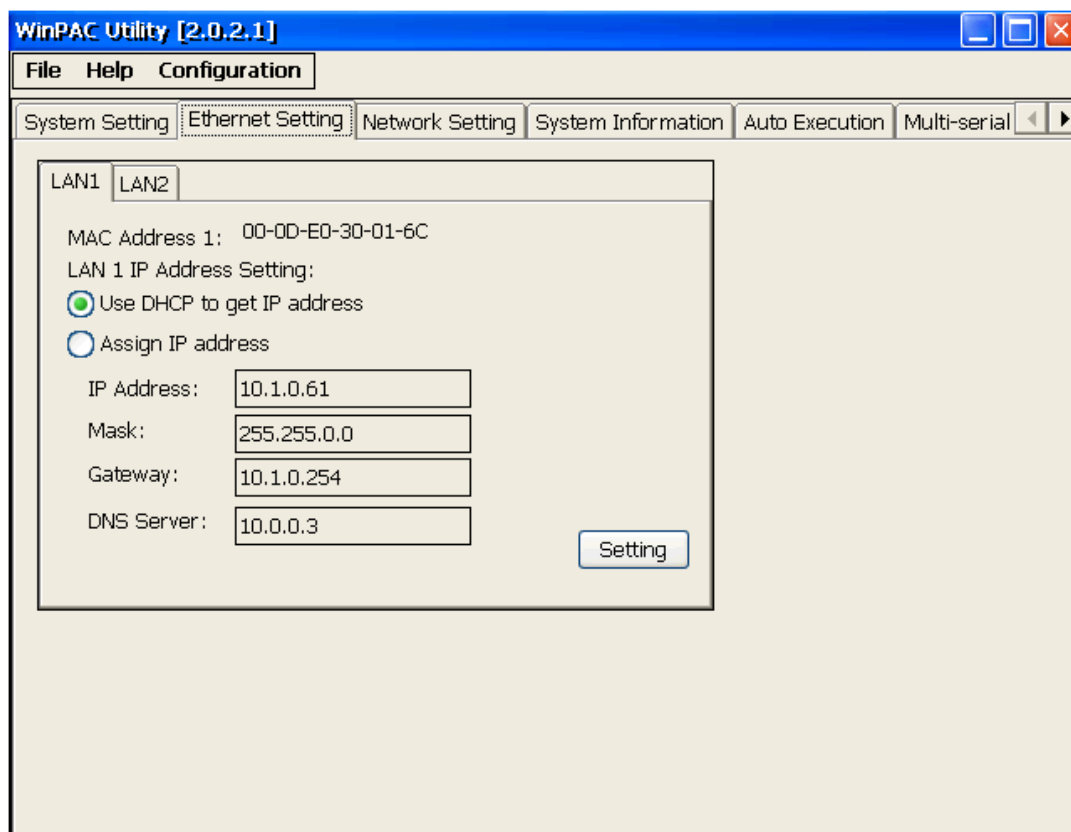 WinPAC Utility [2.0.2.1]
File Help Configuration
System Setting Ethernet Setting Network Setting System Information Auto Execution Multi-serial
LAN1 LAN2
MAC Address 1: 00-0D-E0-30-01-6C
LAN 1 IP Address Setting:
Use DHCP to get IP address
Assign IP address
IP Address: 10.1.0.61
Mask: 255.255.0.0
Gateway: 10.1.0.254
DNS Server: 10.0.0.3
Setting